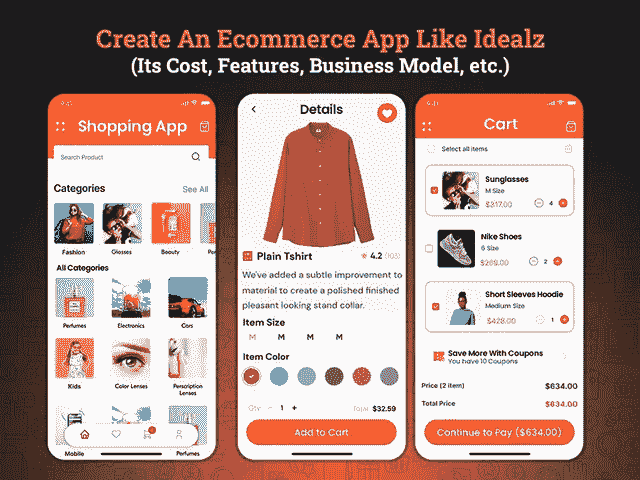 Create An Ecommerce App Like Idealz
(Its Cost, Features, Business Model, etc.)
9:41
Shopping App
Search Product
Categories
See All
Fashion
Glosses
Beauty
All Categories
Perfumes
Electronics
Cars
Kids
Color Lenses
Perscription
Lenses
Mobile
Perfumes
Details
Plain Tshirt
4.2
We've added a subtle improvement to
material to create a polished finished
pleasant looking stand collar.
Item Size
M M M M
Item Color
Qty - 1 +
Total $32.59
Add to Cart
9:41
Cart
Select all items
Sunglasses
M Size
$317.00
4
Nike Shoes
6 Size
2
Short Sleeves Hoodie
Medium Size
$428.00
1
Save More With Coupons
You have 10 Coupons
Price (2 item) $634.00
Total Price $634.00
Continue to Pay ($634.00)